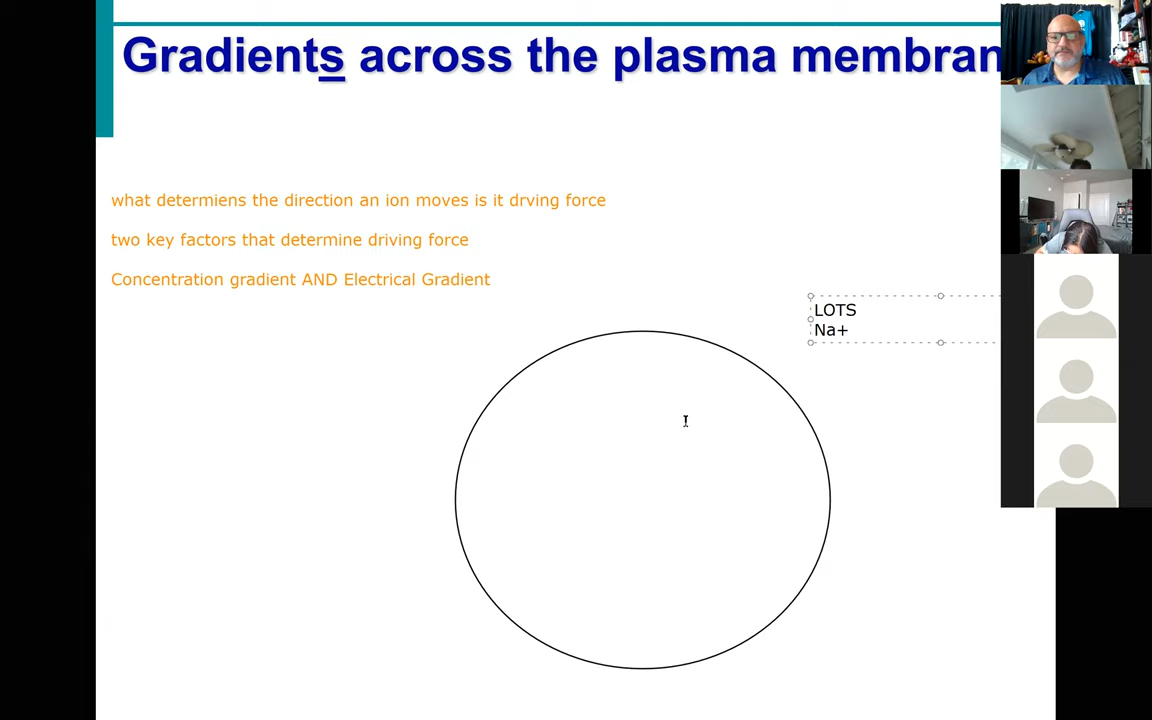 Gradients across the plasma membran
what determiens the direction an ion moves is it drving force
two key factors that determine driving force
Concentration gradient AND Electrical Gradient
LOTS
Na+